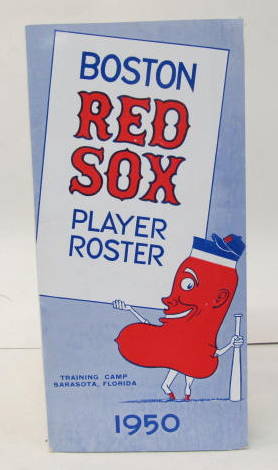 BOSTON
RED
SOX
PLAYER
ROSTER
TRAINING CAMP
SARASOTA, FLORIDA
1950